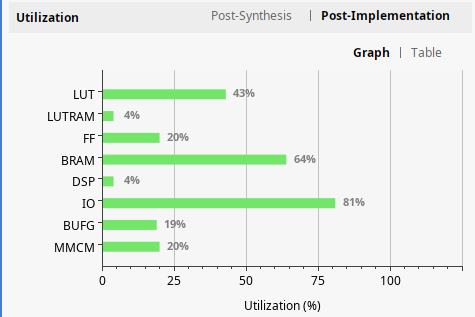 Utilization Post-Synthesis | Post-Implementation
Graph | Table
LUT 43%
LUTRAM 4%
FF 20%
BRAM 64%
DSP 4%
IO 81%
BUFG 19%
MMCM 20%
0 25 50 75 100
Utilization (%)